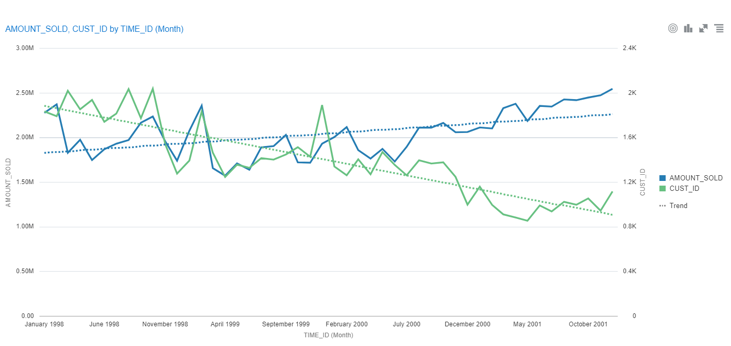 AMOUNT_SOLD, CUST_ID by TIME_ID (Month)
3.00M
2.50M
2.00M
1.50M
1.00M
0.50M
0.00
AMOUNT_SOLD
2.4K
2K
1.6K
1.2K
0.8K
0.4K
0
CUST_ID
January 1998 June 1998 November 1998 April 1999 September 1999 February 2000 July 2000 December 2000 May 2001 October 2001
TIME_ID (Month)
AMOUNT_SOLD
CUST_ID
Trend